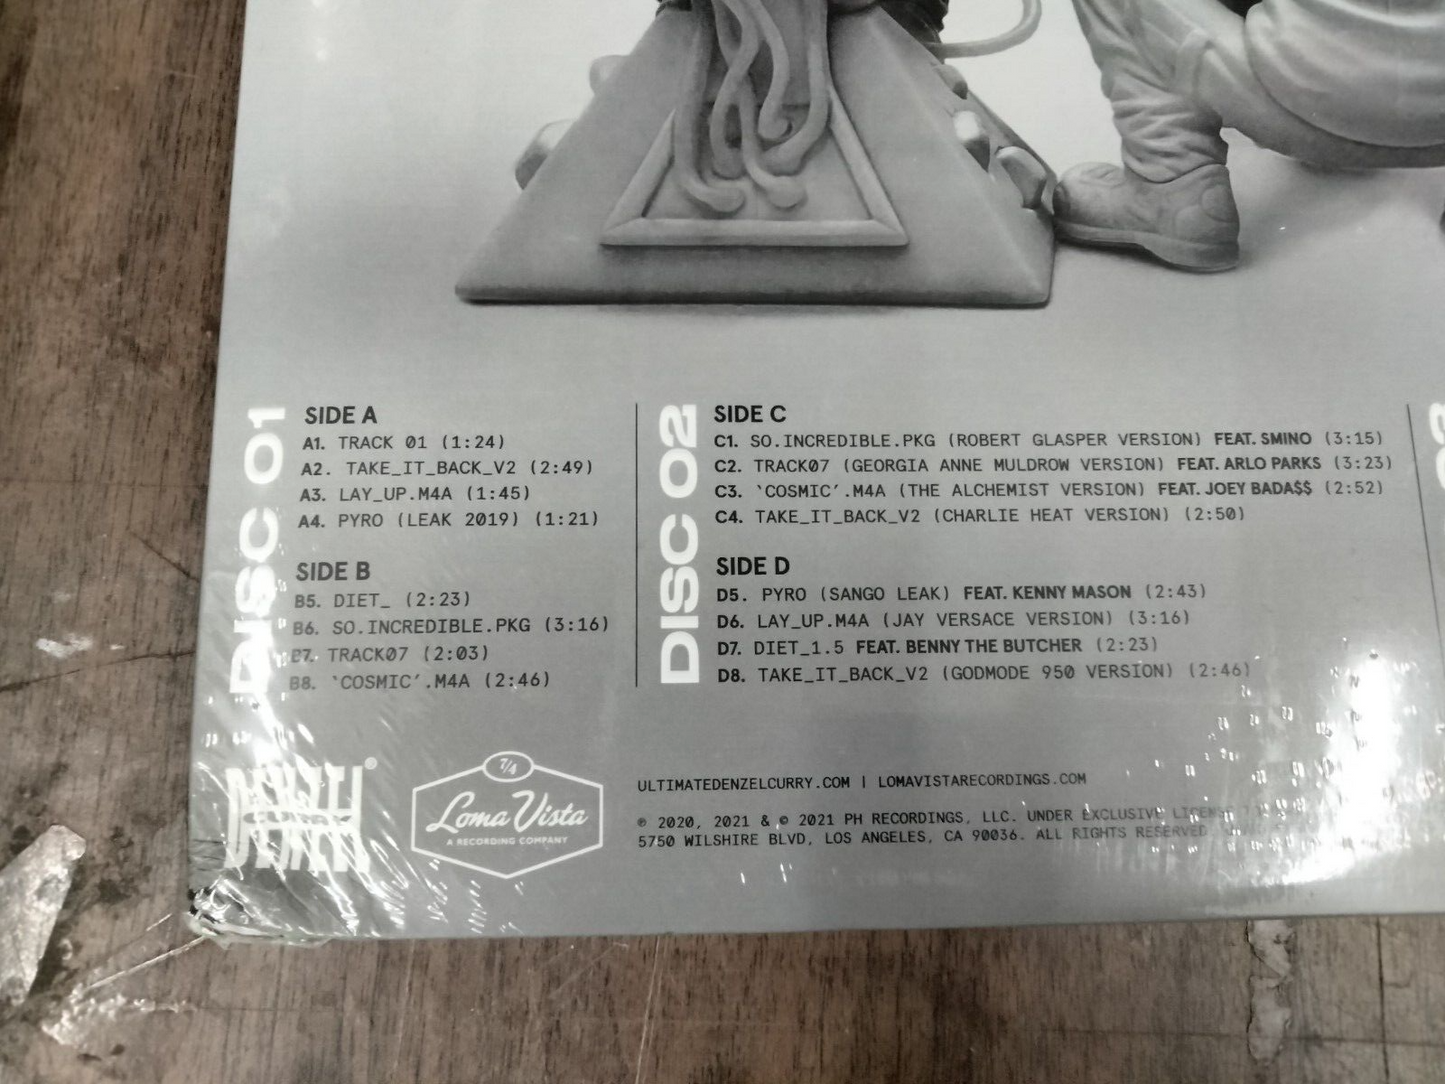 DISC 01
SIDE A
A1. TRACK 01 (1:24)
A2. TAKE_IT_BACK_V2 (2:49)
A3. LAY_UP.M4A (1:45)
A4. PYRO (LEAK 2019) (1:21)
SIDE B
B5. DIET_ (2:23)
B6. SO.INCREDIBLE.PKG (3:16)
B7. TRACK07 (2:03)
B8. `COSMIC'.M4A (2:46)
DISC 02
SIDE C
C1. SO.INCREDIBLE.PKG (ROBERT GLASPER VERSION) FEAT. SMINO (3:15)
C2. TRACK07 (GEORGIA ANNE MULDROW VERSION) FEAT. ARLO PARKS (3:23)
C3. `COSMIC'.M4A (THE ALCHEMIST VERSION) FEAT. JOEY BADA$$ (2:52)
C4. TAKE_IT_BACK_V2 (CHARLIE HEAT VERSION) (2:50)
SIDE D
D5. PYRO (SANGO LEAK) FEAT. KENNY MASON (2:43)
D6. LAY_UP.M4A (JAY VERSACE VERSION) (3:16)
D7. DIET_1.5 FEAT. BENNY THE BUTCHER (2:23)
D8. TAKE_IT_BACK_V2 (GODMODE 950 VERSION) (2:46)
DENZEL
CURRY
®
7/4
Loma Vista
A RECORDING COMPANY
ULTIMATEDENZELCURRY.COM | LOMAVISTARECORDINGS.COM
℗ 2020, 2021 & © 2021 PH RECORDINGS, LLC. UNDER EXCLUSIVE LICENSE
5750 WILSHIRE BLVD, LOS ANGELES, CA 90036. ALL RIGHTS RESERVED